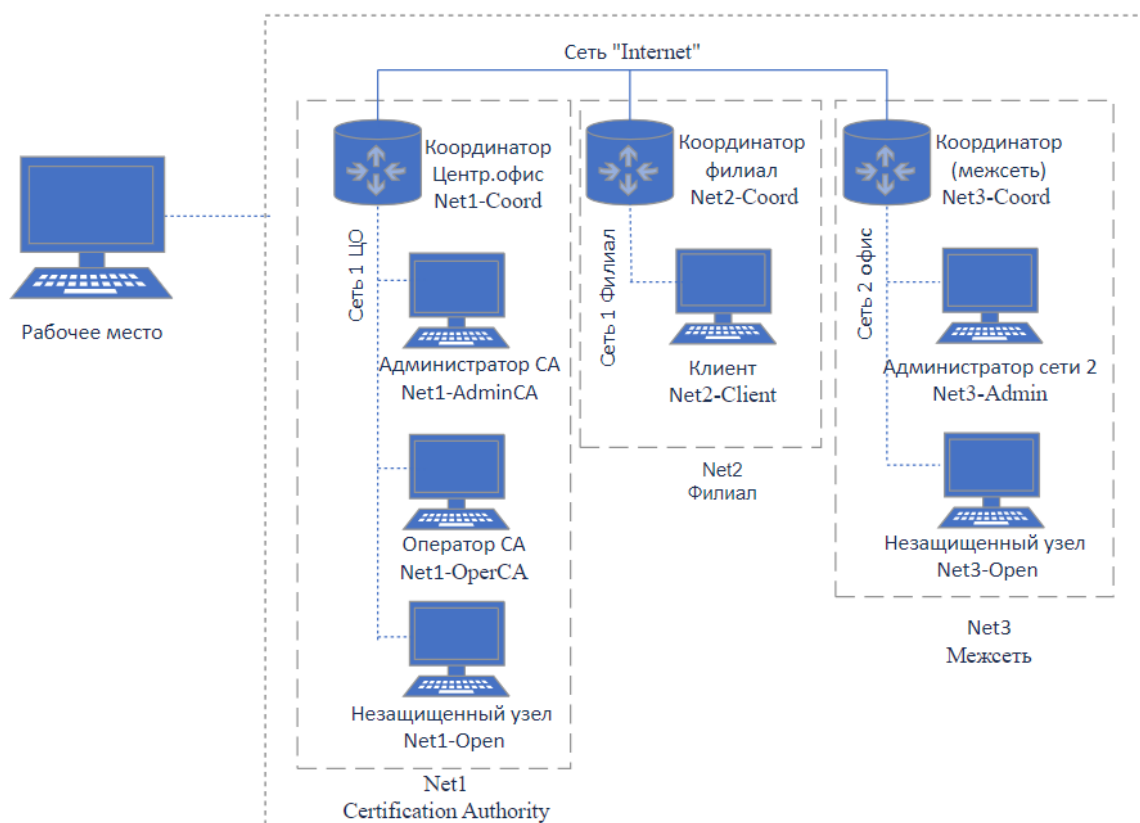 Сеть "Internet"
Координатор
Центр.офис
Net1-Coord
Координатор
филиал
Net2-Coord
Координатор
(межсеть)
Net3-Coord
Рабочее место
Сеть 1 ЦО
Администратор CA
Net1-AdminCA
Оператор CA
Net1-OperCA
Незащищенный узел
Net1-Open
Net1
Certification Authority
Сеть 1 Филиал
Клиент
Net2-Client
Net2
Филиал
Сеть 2 офис
Администратор сети 2
Net3-Admin
Незащищенный узел
Net3-Open
Net3
Межсеть